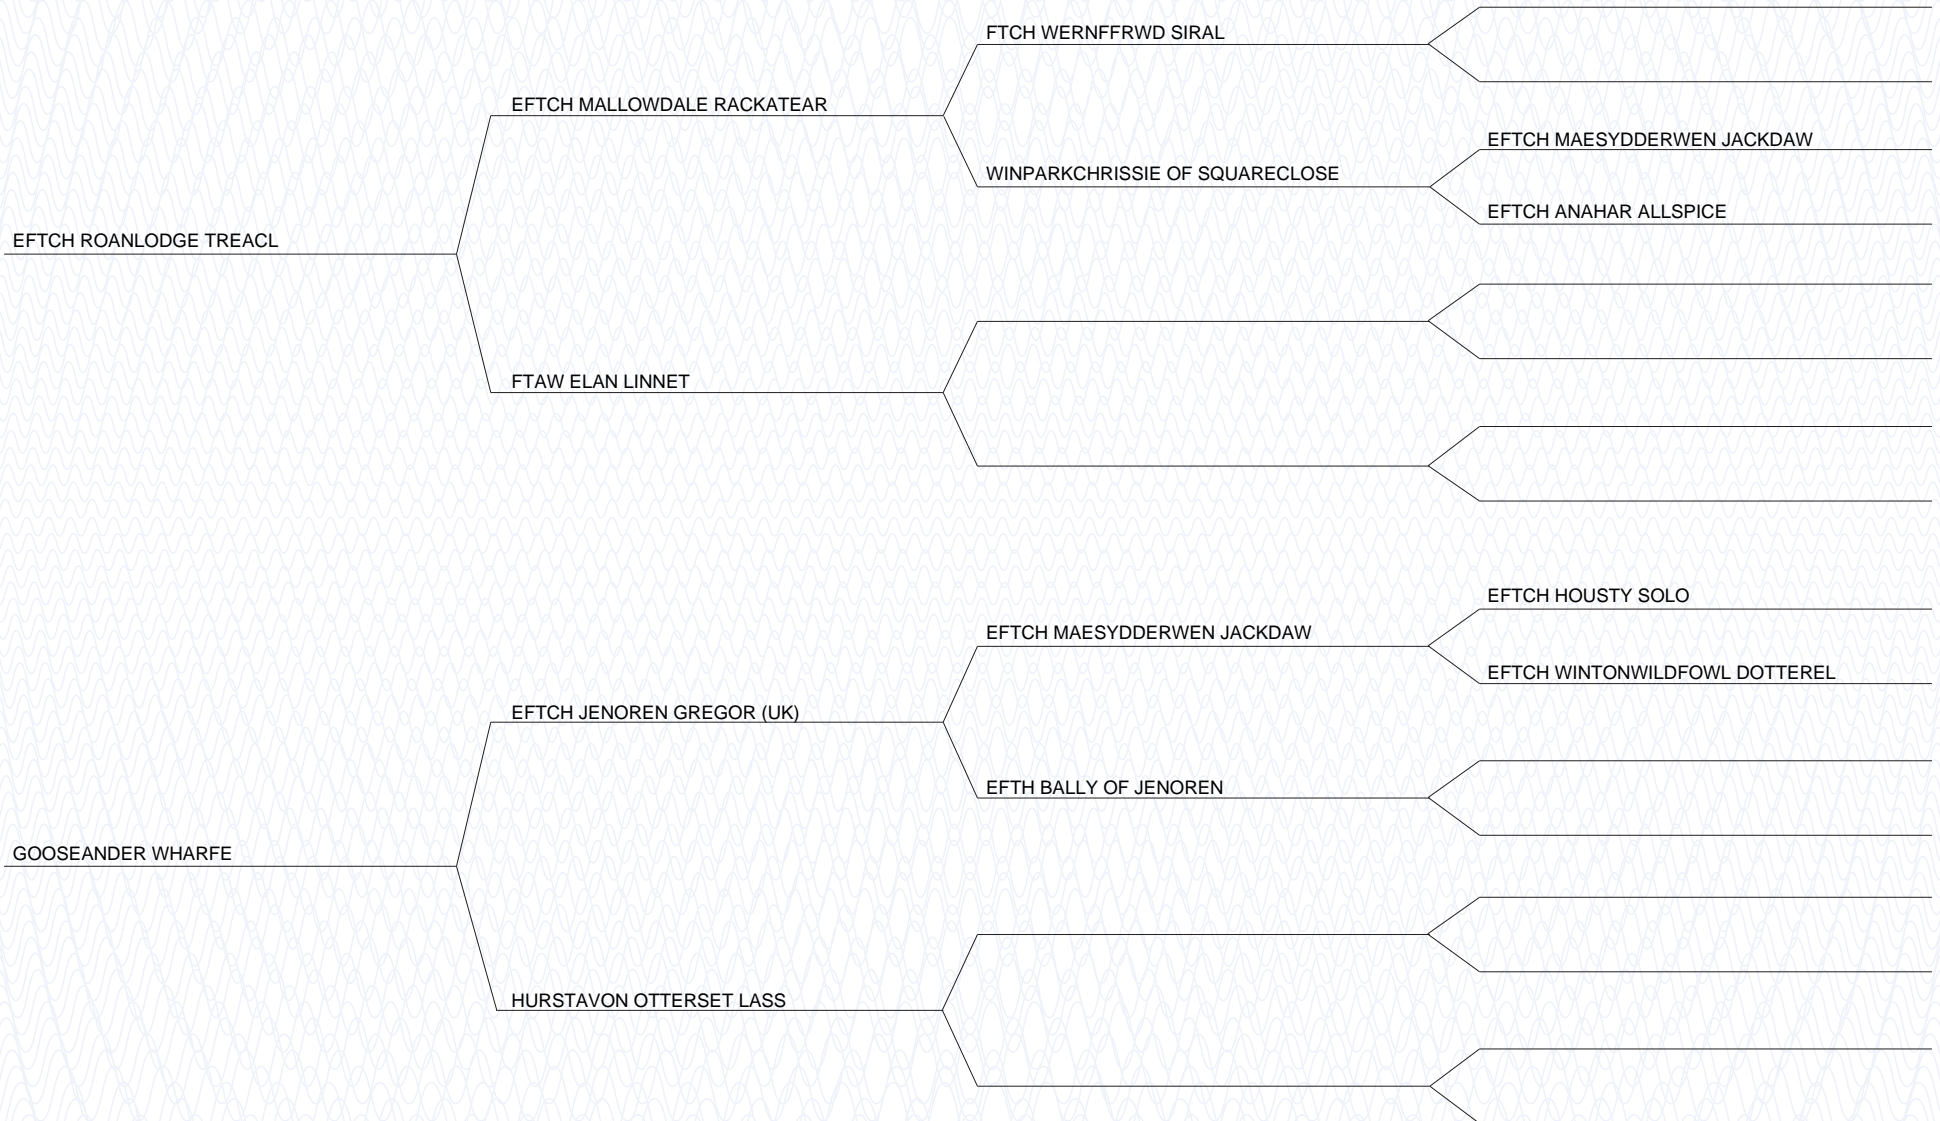 FTCH WERNFFRWD SIRAL
EFTCH MALLOWDALE RACKATEAR
EFTCH MAESYDDERWEN JACKDAW
WINPARKCHRISSIE OF SQUARECLOSE
EFTCH ANAHAR ALLSPICE
EFTCH ROANLODGE TREACL
FTAW ELAN LINNET
EFTCH HOUSTY SOLO
EFTCH MAESYDDERWEN JACKDAW
EFTCH WINTONWILDFOWL DOTTEREL
EFTCH JENOREN GREGOR (UK)
EFTH BALLY OF JENOREN
GOOSEANDER WHARFE
HURSTAVON OTTERSET LASS